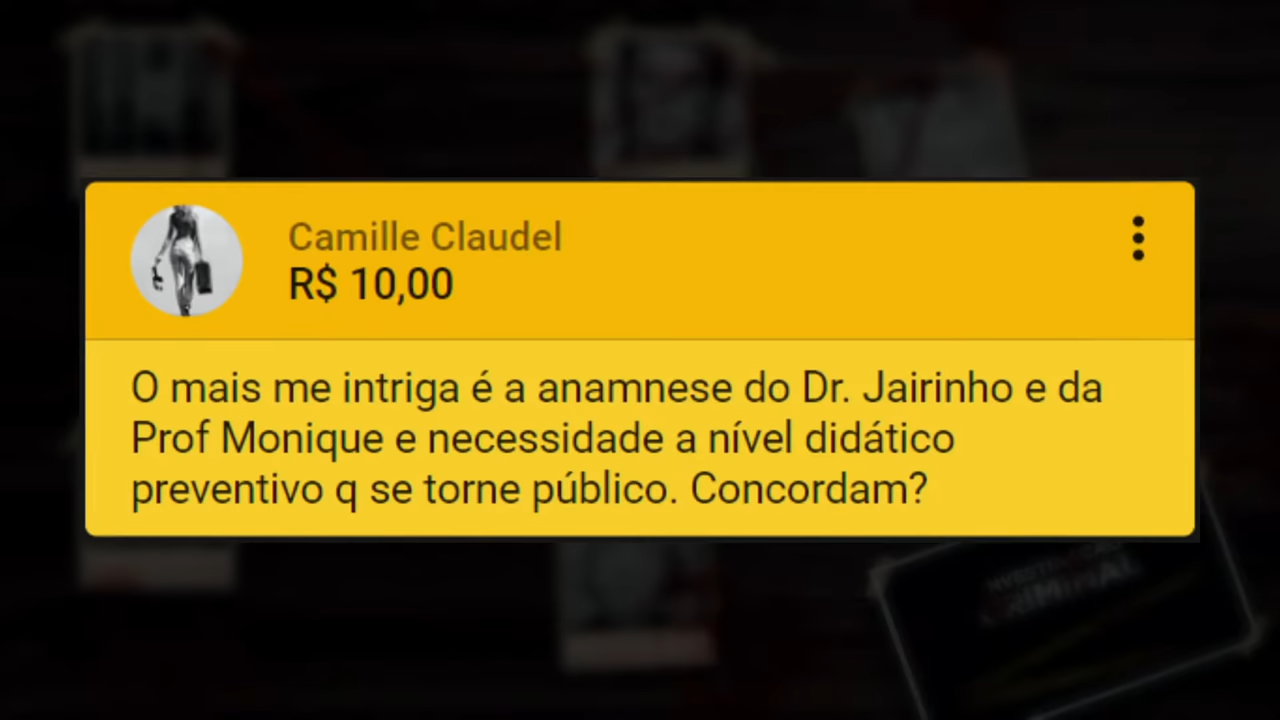 Camille Claudel
R$ 10,00
O mais me intriga é a anamnese do Dr. Jairinho e da
Prof Monique e necessidade a nível didático
preventivo q se torne público. Concordam?
CRIMINAL